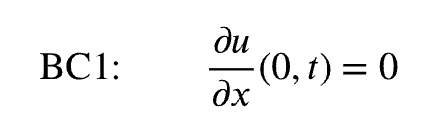 BC1: ∂u/∂x (0, t) = 0